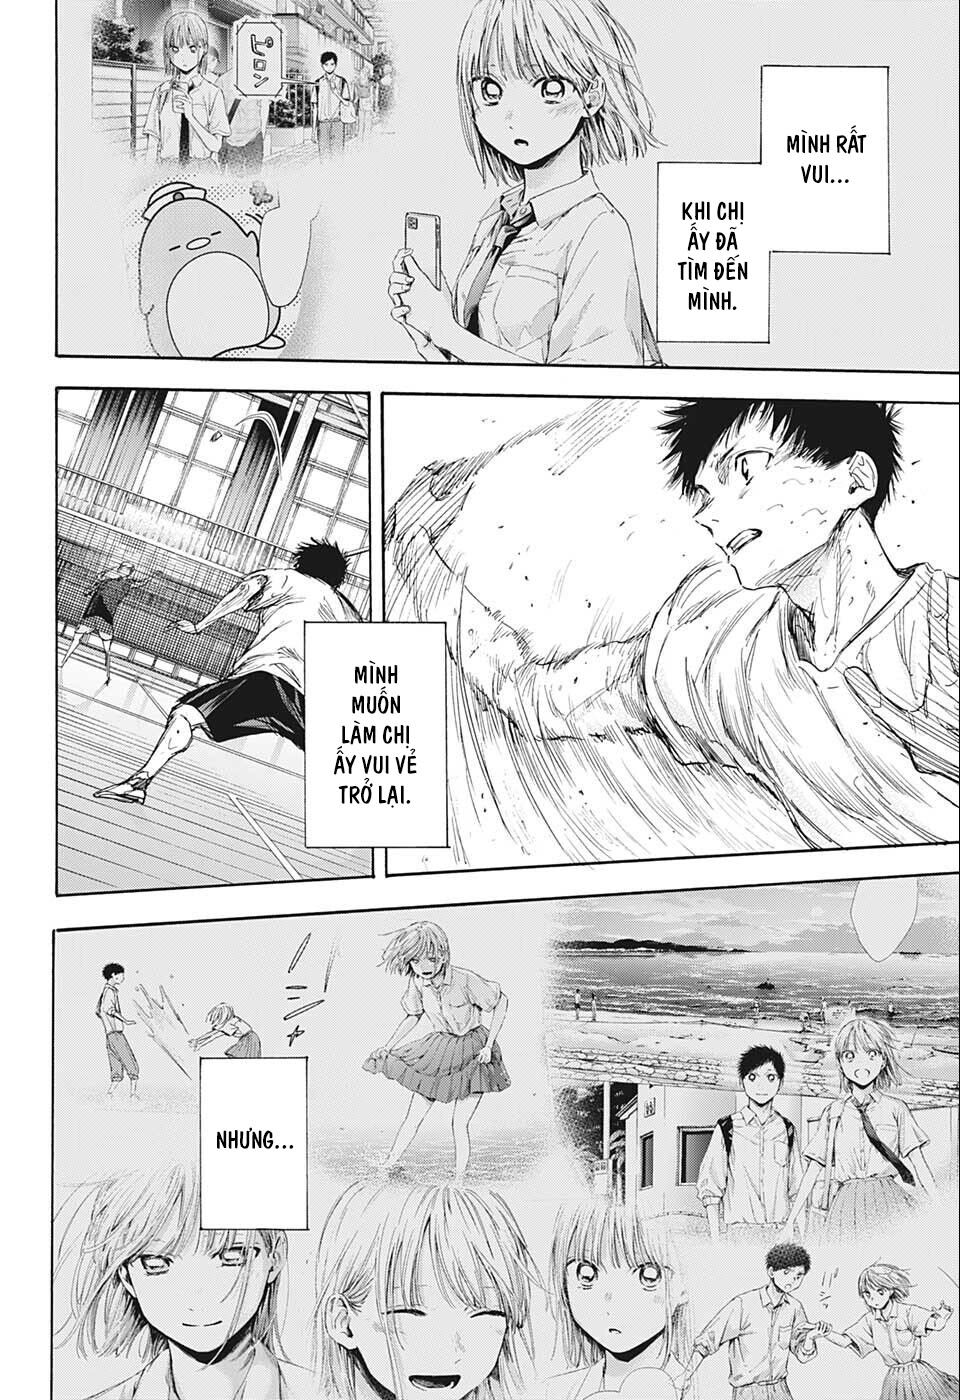 ピロン
MÌNH RẤT
VUI...
KHI CHỊ
ẤY ĐÃ
TÌM ĐẾN
MÌNH.
MÌNH
MUỐN
LÀM CHỊ
ẤY VUI VẺ
TRỞ LẠI.
NHƯNG...